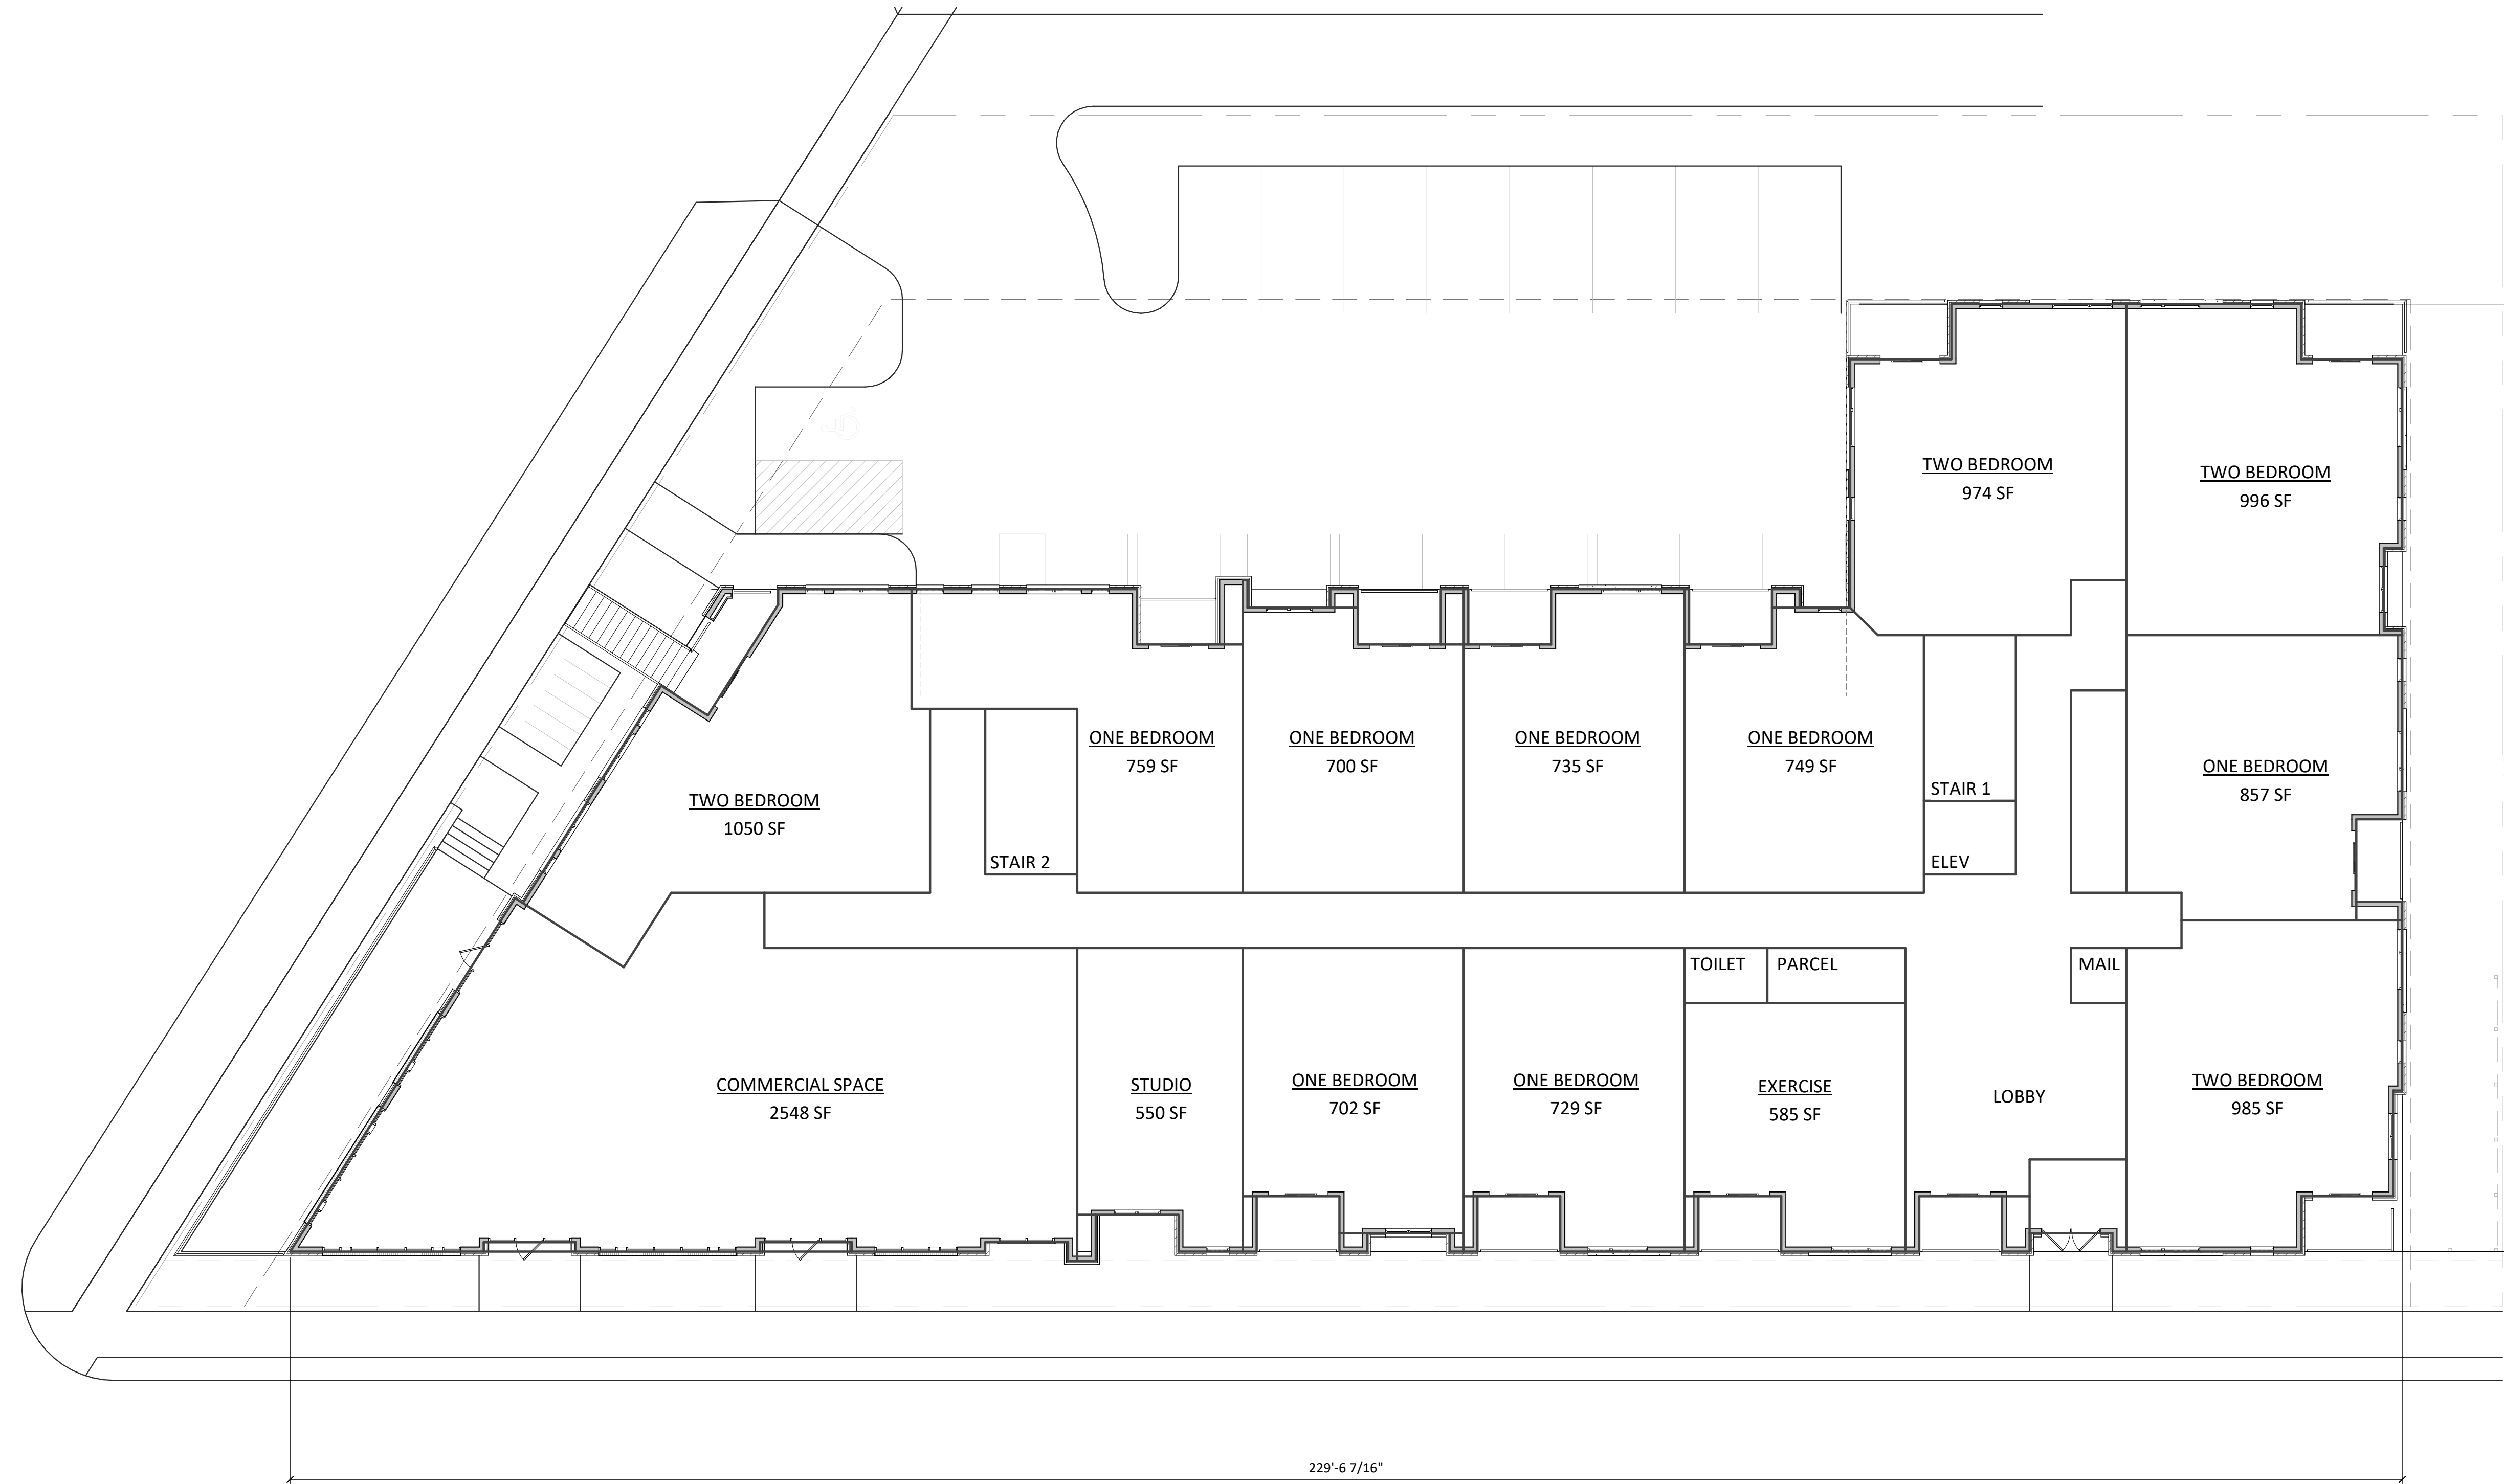 TWO BEDROOM
974 SF
TWO BEDROOM
996 SF
ONE BEDROOM
759 SF
ONE BEDROOM
700 SF
ONE BEDROOM
735 SF
ONE BEDROOM
749 SF
STAIR 1
ELEV
ONE BEDROOM
857 SF
TWO BEDROOM
1050 SF
STAIR 2
TOILET
PARCEL
MAIL
COMMERCIAL SPACE
2548 SF
STUDIO
550 SF
ONE BEDROOM
702 SF
ONE BEDROOM
729 SF
EXERCISE
585 SF
LOBBY
TWO BEDROOM
985 SF
229'-6 7/16"